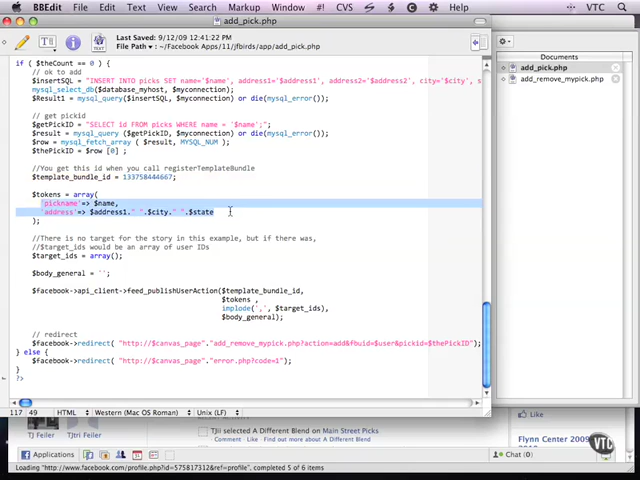 BBEdit File Edit Text View Search Go Markup Window #! CVS VTC
add_pick.php
Last Saved: 9/12/09 12:41:22 PM
File Path ▾: ~/Facebook Apps/11/jfbirds/app/add_pick.php
if ( $theCount == 0 ) {
// ok to add
$insertSQL = "INSERT INTO picks SET name='$name', address1='$address1', address2='$address2', city='$city', s
mysql_select_db($database_myhost, $myconnection);
$Result1 = mysql_query($insertSQL, $myconnection) or die(mysql_error());
// get pickid
$getPickID = "SELECT id FROM picks WHERE name = '$name';";
$result = mysql_query ($getPickID, $myconnection) or die(mysql_error());
$row = mysql_fetch_array ( $result, MYSQL_NUM );
$thePickID = $row [0] ;
//You get this id when you call registerTemplateBundle
$template_bundle_id = 133758444667;
$tokens = array(
'pickname'=> $name,
'address'=> $address1." ".$city." ".$state
);
//There is no target for the story in this example, but if there was,
//$target_ids would be an array of user IDs
$target_ids = array();
$body_general = '';
$facebook->api_client->feed_publishUserAction($template_bundle_id,
$tokens ,
implode(',', $target_ids),
$body_general);
// redirect
$facebook->redirect( "http://$canvas_page"."add_remove_mypick.php?action=add&fbuid=$user&pickid=$thePickID");
} else {
$facebook->redirect( "http://$canvas_page"."error.php?code=1");
}
?>
117 49 HTML Western (Mac OS Roman) Unix (LF)
Documents
add_pick.php
add_remove_mypick.php
TJ Feiler TJtri Feiler
TJii selected A Different Blend on Main Street Picks
Comment · Like · Find out more about A Different Blend
Like
Flynn Center 2009
Applications
Chat (0)
VTC
Loading "http://www.facebook.com/profile.php?id=575817312&ref=profile", completed 5 of 6 items